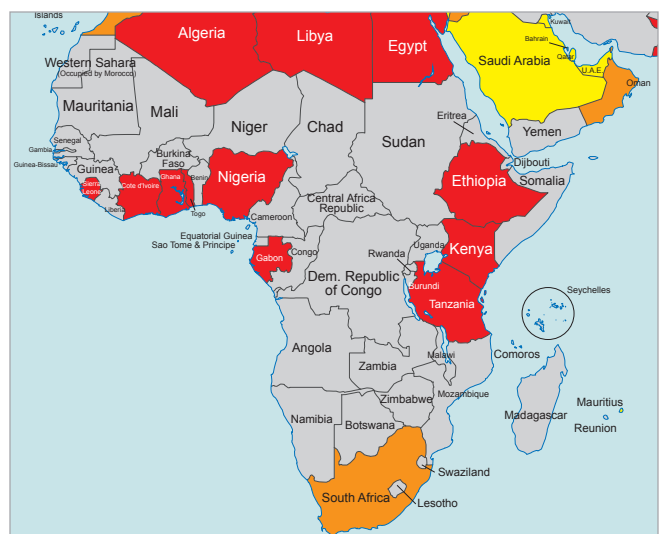 Islands
Algeria
Libya
Egypt
Kuwait
Bahrain
Qatar
Saudi Arabia
U.A.E.
Oman
Western Sahara
(Occupied by Morocco)
Mauritania
Mali
Niger
Chad
Sudan
Eritrea
Yemen
Senegal
Gambia
Guinea-Bissau
Guinea
Burkina
Faso
Benin
Djibouti
Somalia
Sierra
Leone
Cote d'Ivoire
Ghana
Nigeria
Ethiopia
Liberia
Togo
Cameroon
Central Africa
Republic
Equatorial Guinea
Sao Tome & Principe
Gabon
Congo
Rwanda
Uganda
Kenya
Dem. Republic
of Congo
Burundi
Tanzania
Seychelles
Angola
Zambia
Malawi
Comoros
Mozambique
Zimbabwe
Madagascar
Mauritius
Reunion
Namibia
Botswana
Swaziland
South Africa
Lesotho